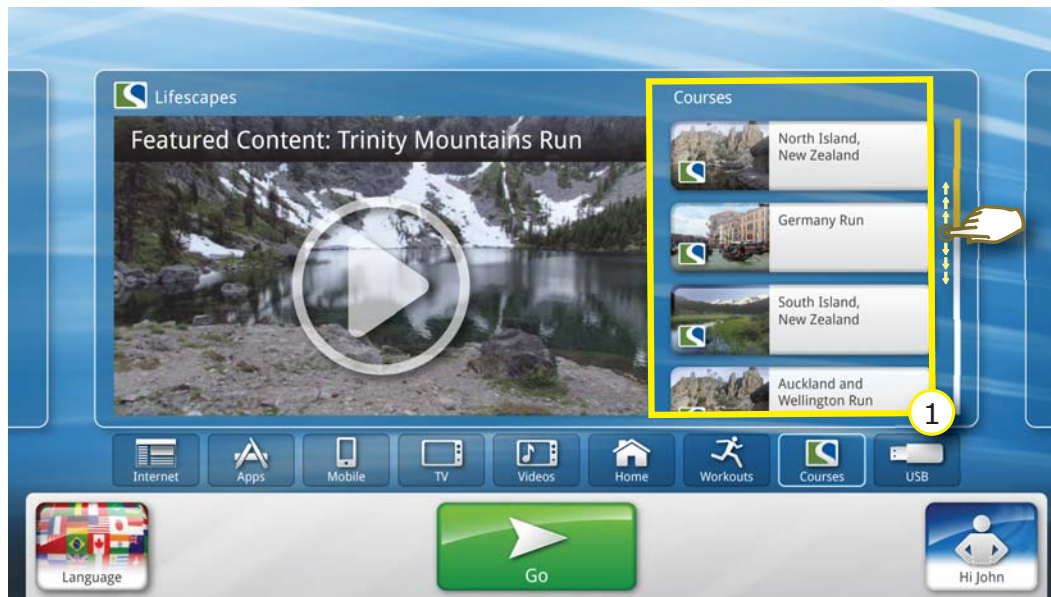 Lifescapes
Featured Content: Trinity Mountains Run
Courses
North Island,
New Zealand
Germany Run
South Island,
New Zealand
Auckland and
Wellington Run
1
Internet
Apps
Mobile
TV
Videos
Home
Workouts
Courses
USB
Language
Go
Hi John